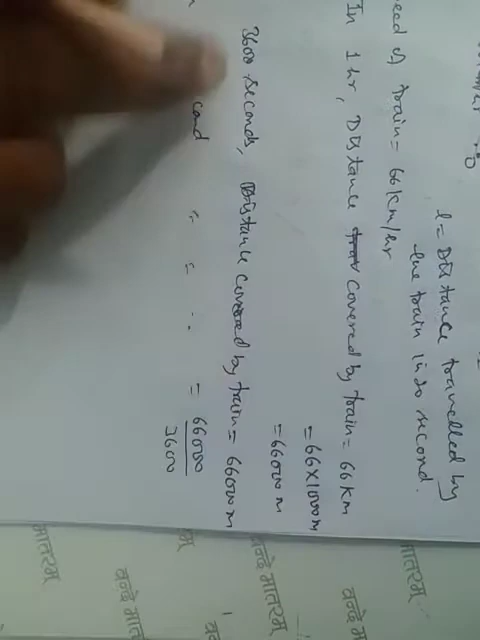 l = Distance travelled by
the train in 20 second.
eed of train = 66 Km/hr
In 1 hr, Distance covered by train = 66 Km
= 66 X 1000 m
= 66000 m
3600 seconds, Distance covered by train = 66000 m
cond " " " = 66000
3600
वन्दे मातरम्
वन्दे मातरम्
वन्दे मातरम्